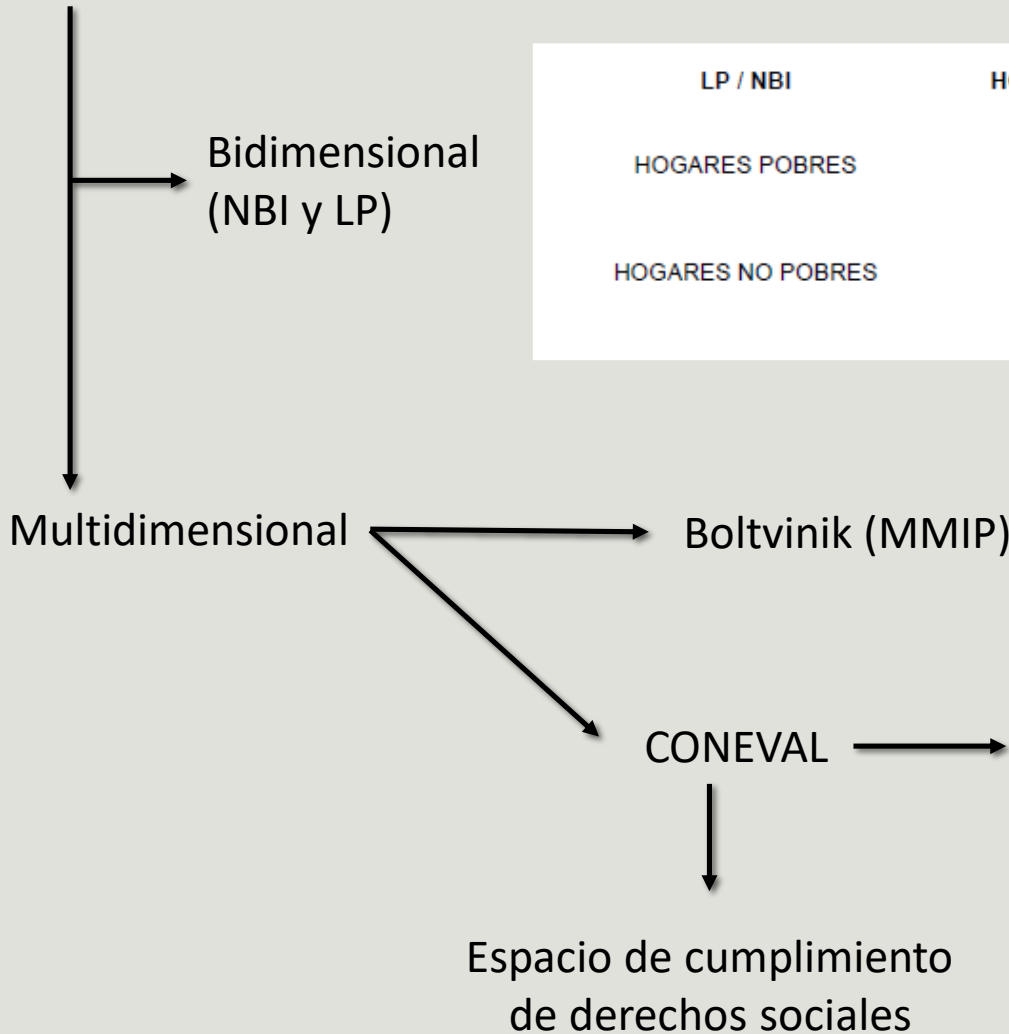 Bidimensional
(NBI y LP)
LP / NBI
HOGARES POBRES
HOGARES NO POBRES
Multidimensional
Boltvinik (MMIP)
CONEVAL
Espacio de cumplimiento
de derechos sociales